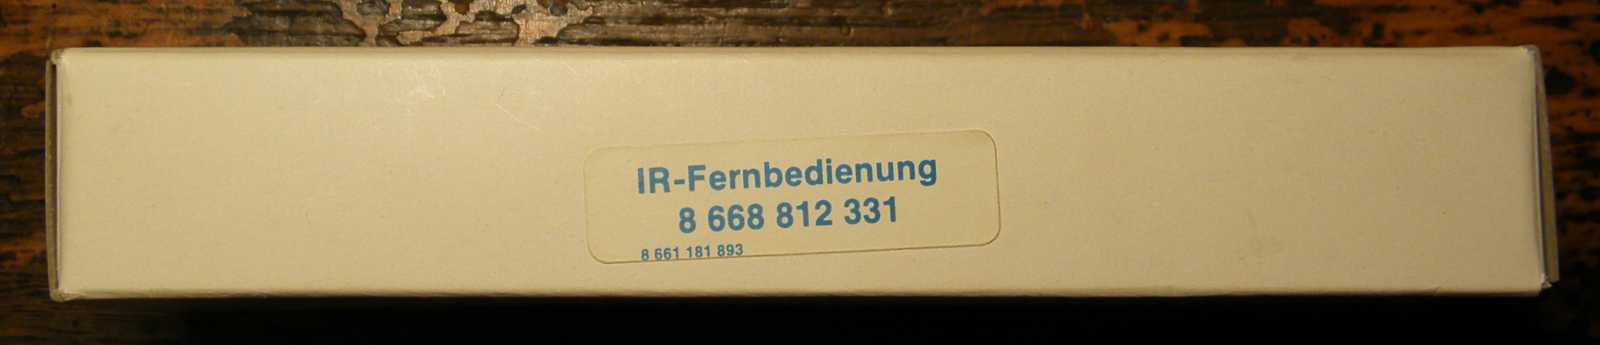 IR-Fernbedienung
8 668 812 331
8 661 181 893